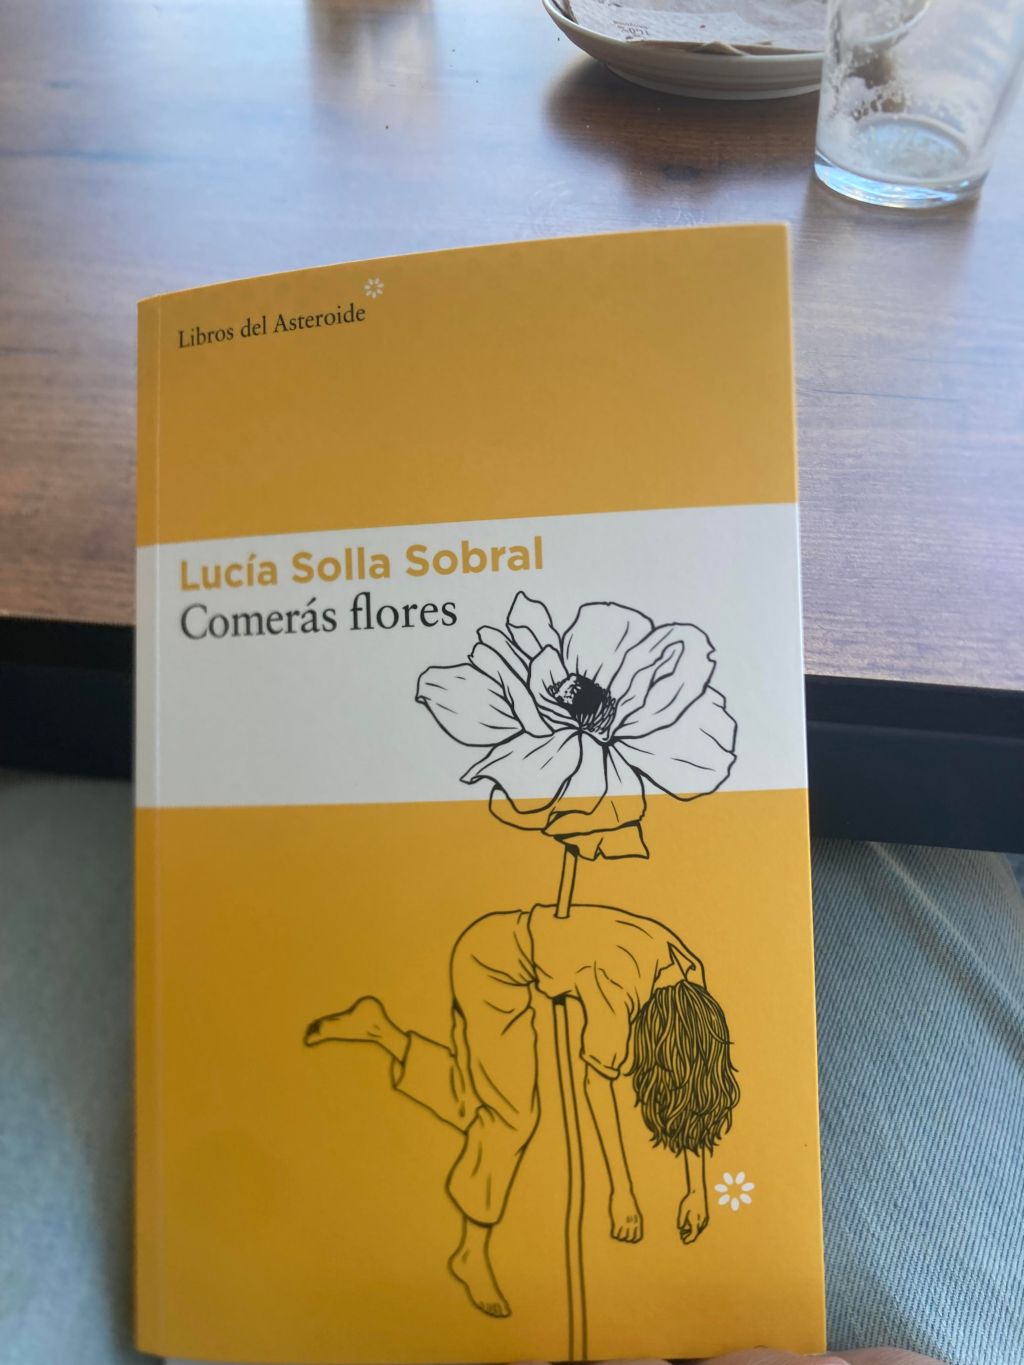 Libros del Asteroide
Lucía Solla Sobral
Comerás flores